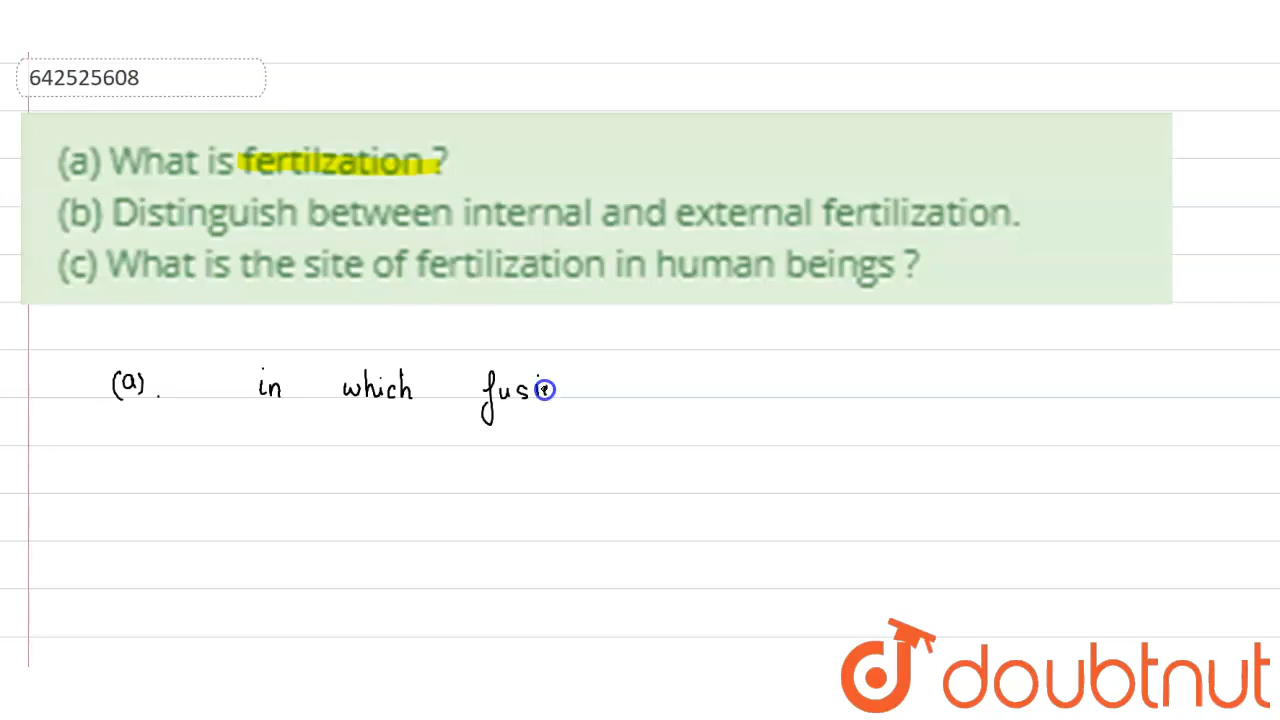 642525608
(a) What is fertilzation ?
(b) Distinguish between internal and external fertilization.
(c) What is the site of fertilization in human beings ?
(a). in which fusi
doubtnut